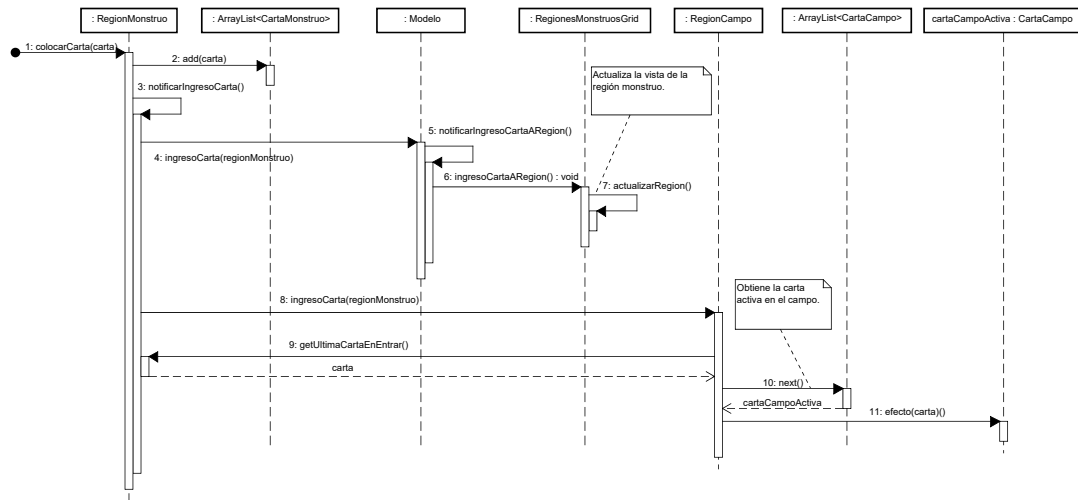 : RegionMonstruo
: ArrayList<CartaMonstruo>
: Modelo
: RegionesMonstruosGrid
: RegionCampo
: ArrayList<CartaCampo>
cartaCampoActiva : CartaCampo
1: colocarCarta(carta)
2: add(carta)
3: notificarIngresoCarta()
Actualiza la vista de la
región monstruo.
4: ingresoCarta(regionMonstruo)
5: notificarIngresoCartaARegion()
6: ingresoCartaARegion() : void
7: actualizarRegion()
Obtiene la carta
activa en el campo.
8: ingresoCarta(regionMonstruo)
9: getUltimaCartaEnEntrar()
carta
10: next()
cartaCampoActiva
11: efecto(carta)()